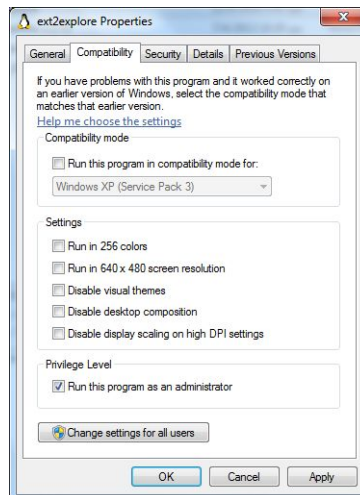 ext2explore Properties
General Compatibility Security Details Previous Versions
If you have problems with this program and it worked correctly on
an earlier version of Windows, select the compatibility mode that
matches that earlier version.
Help me choose the settings
Compatibility mode
Run this program in compatibility mode for:
Windows XP (Service Pack 3)
Settings
Run in 256 colors
Run in 640 x 480 screen resolution
Disable visual themes
Disable desktop composition
Disable display scaling on high DPI settings
Privilege Level
Run this program as an administrator
Change settings for all users
OK Cancel Apply